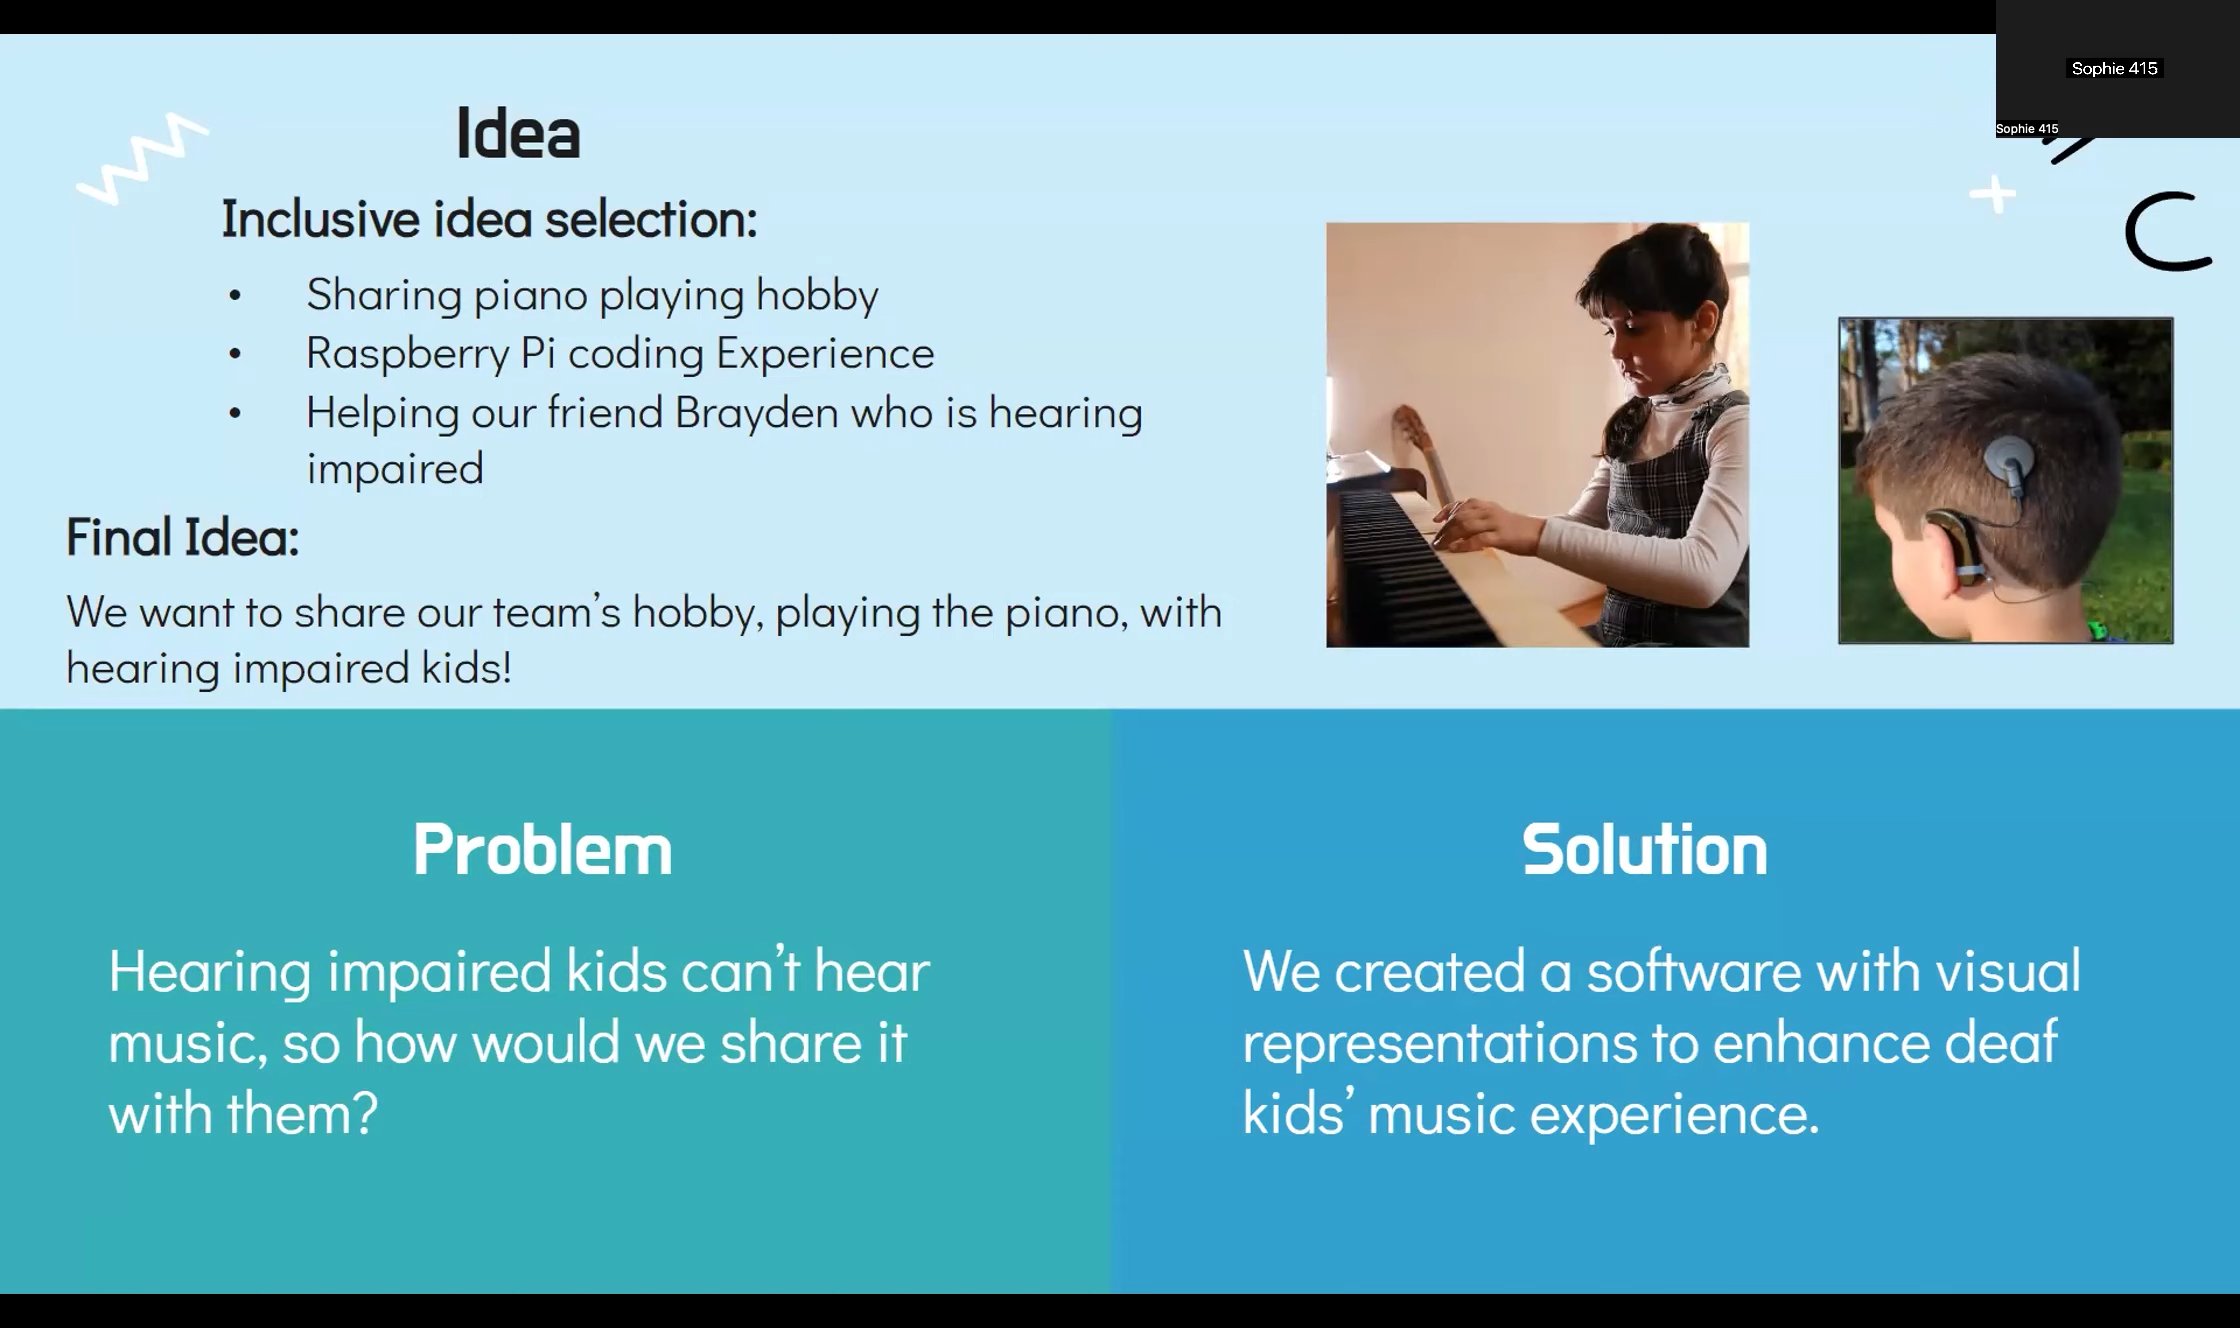 Sophie 415
Sophie 415
Idea
Inclusive idea selection:
• Sharing piano playing hobby
• Raspberry Pi coding Experience
• Helping our friend Brayden who is hearing
impaired
Final Idea:
We want to share our team’s hobby, playing the piano, with
hearing impaired kids!
Problem
Hearing impaired kids can’t hear
music, so how would we share it
with them?
Solution
We created a software with visual
representations to enhance deaf
kids’ music experience.